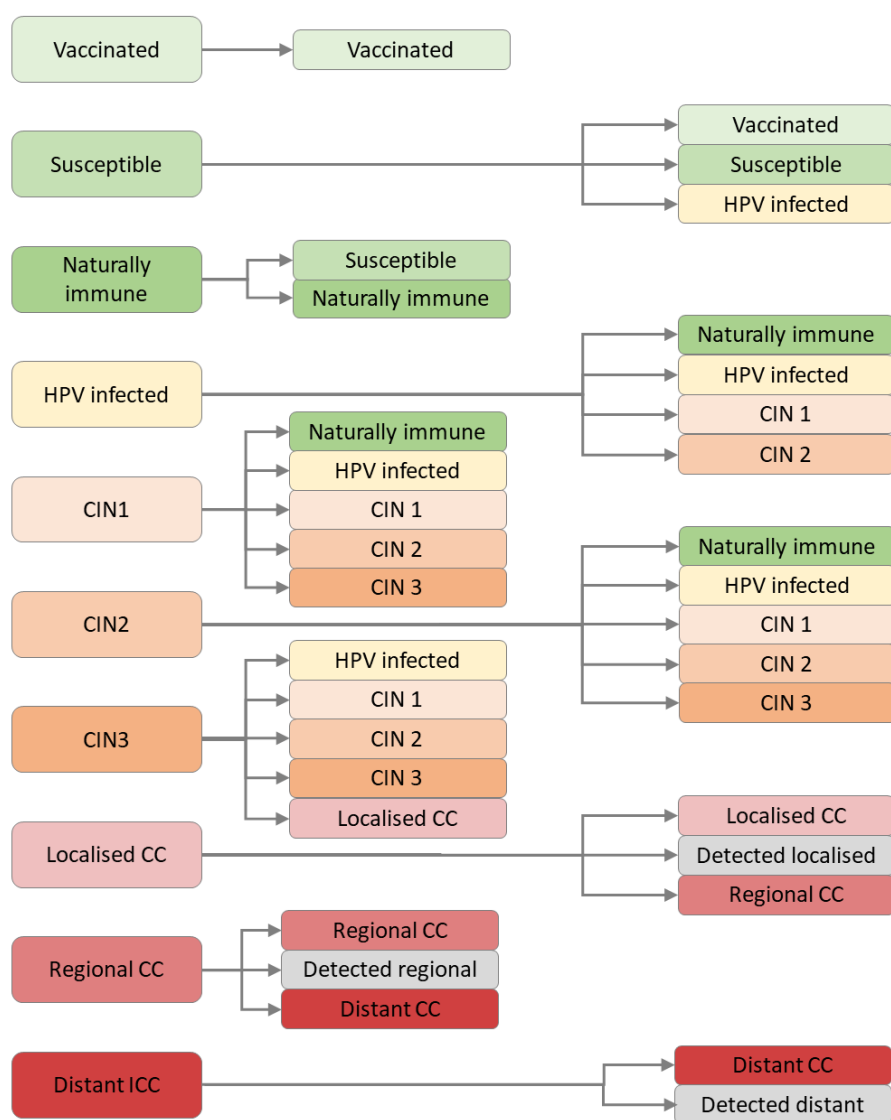 Vaccinated
Vaccinated
Susceptible
Vaccinated
Susceptible
HPV infected
Naturally
immune
Susceptible
Naturally immune
HPV infected
Naturally immune
HPV infected
CIN 1
CIN 2
CIN1
Naturally immune
HPV infected
CIN 1
CIN 2
CIN 3
CIN2
Naturally immune
HPV infected
CIN 1
CIN 2
CIN 3
CIN3
HPV infected
CIN 1
CIN 2
CIN 3
Localised CC
Localised CC
Localised CC
Detected localised
Regional CC
Regional CC
Regional CC
Detected regional
Distant CC
Distant ICC
Distant CC
Detected distant